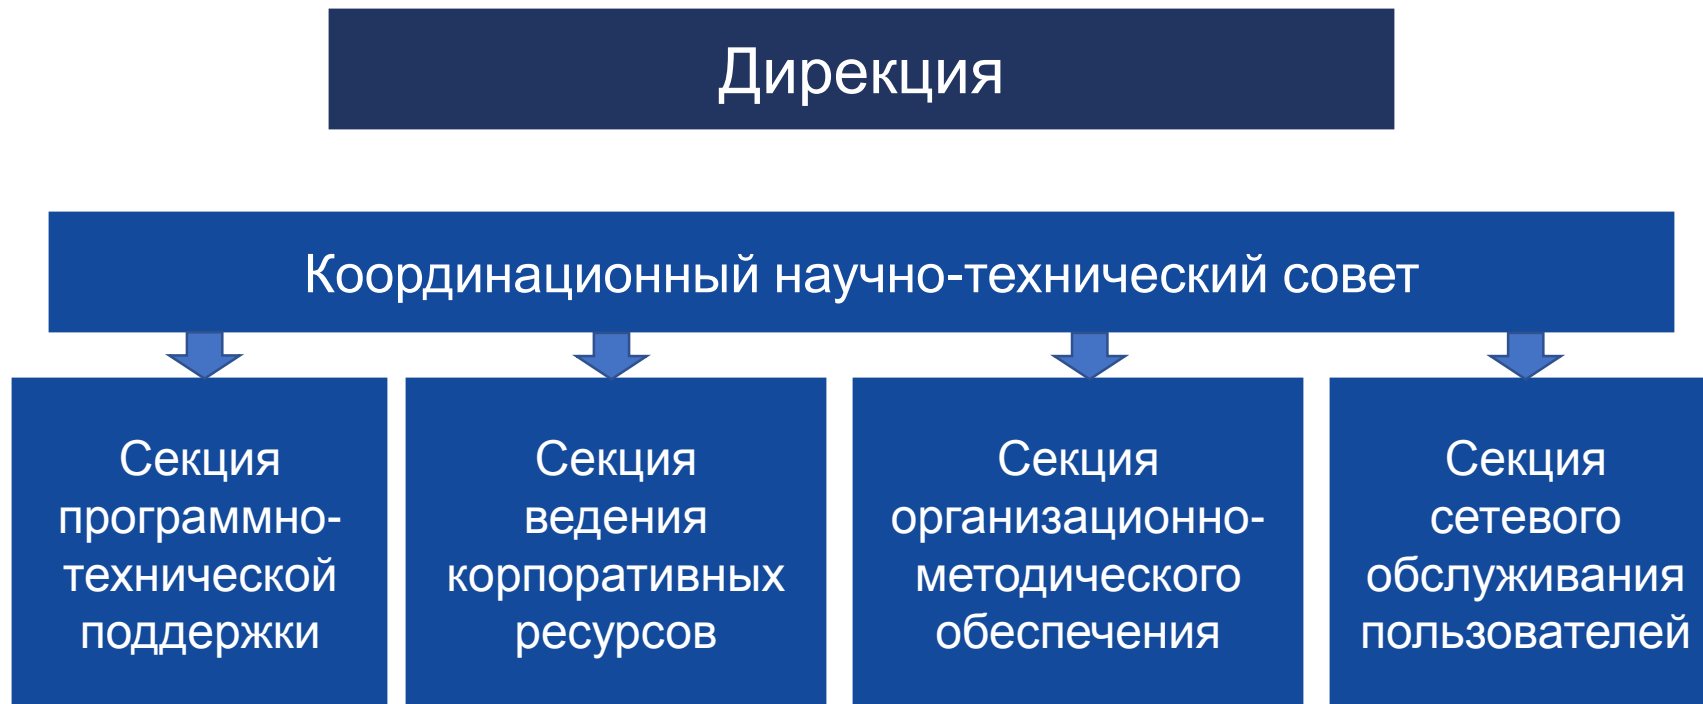 Дирекция
Координационный научно-технический совет
Секция
программно-
технической
поддержки
Секция
ведения
корпоративных
ресурсов
Секция
организационно-
методического
обеспечения
Секция
сетевого
обслуживания
пользователей